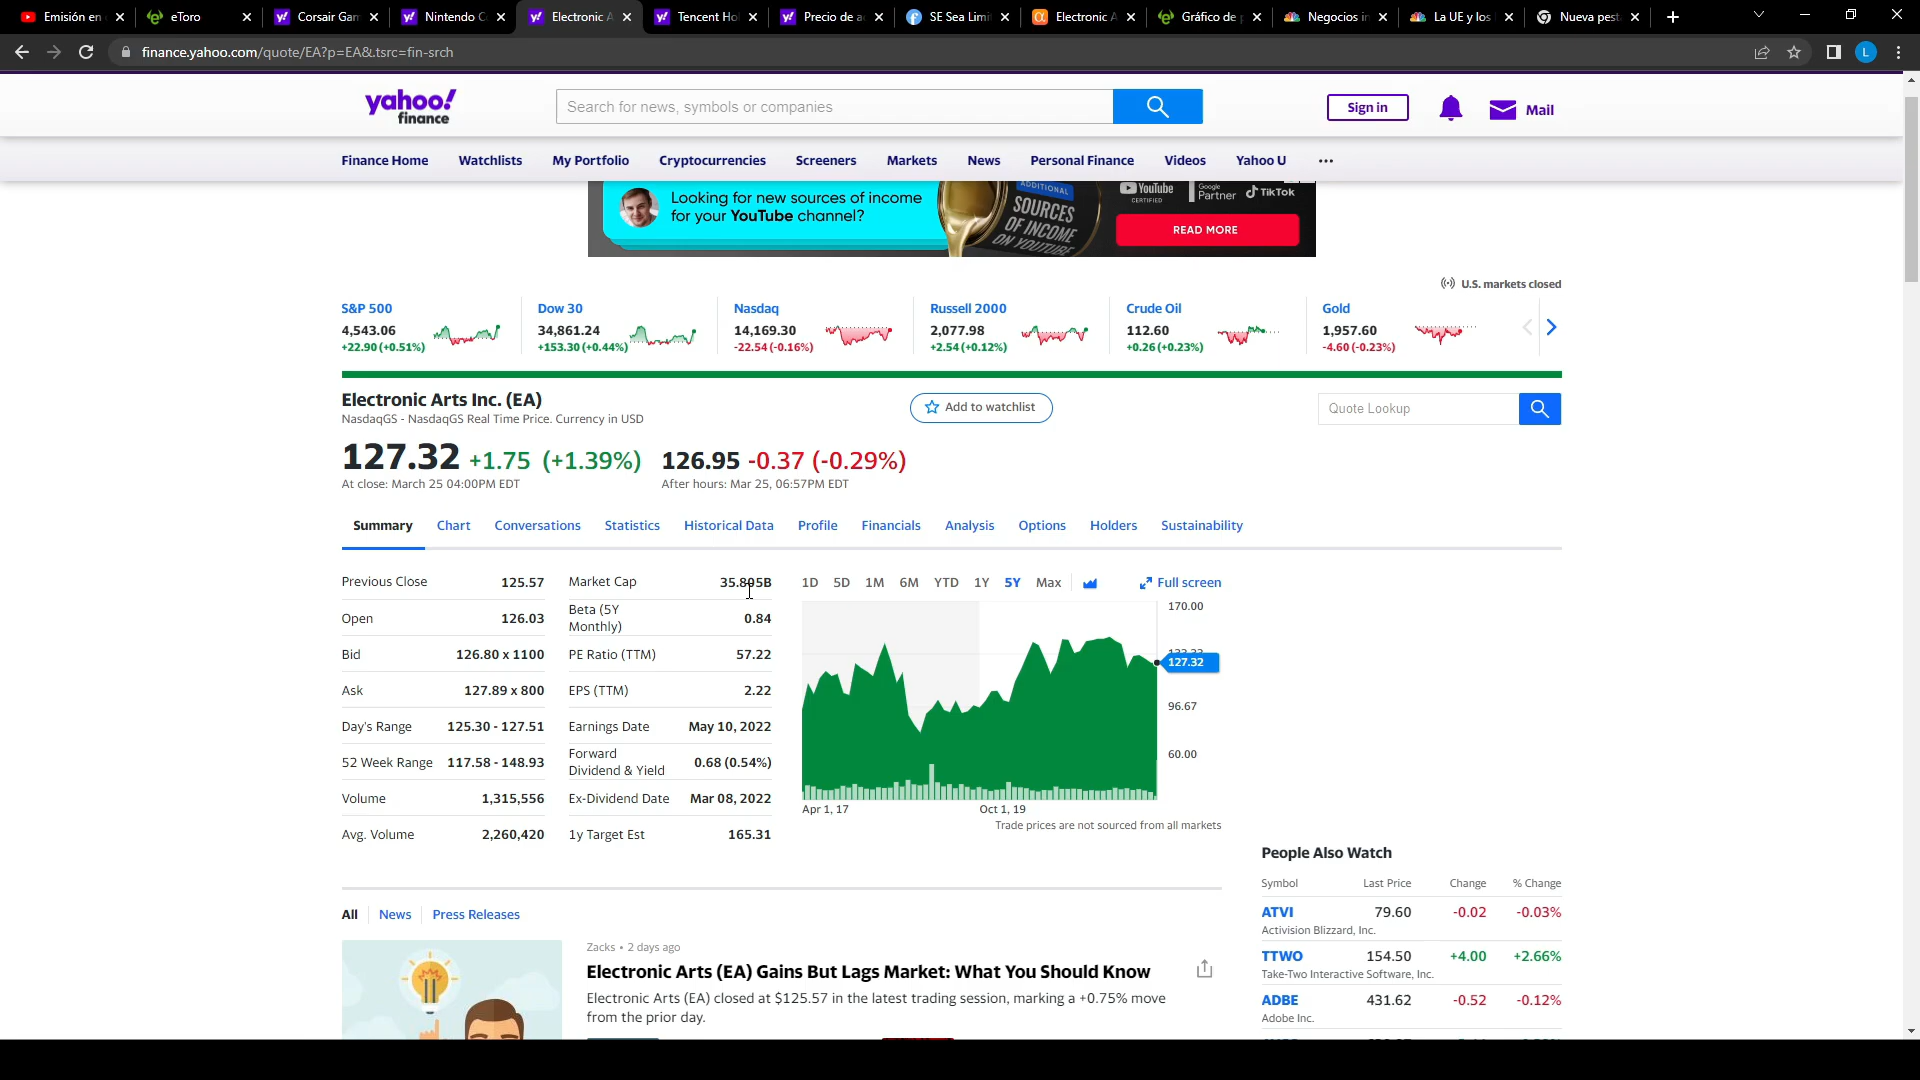 Emisión en
eToro
Corsair Gam
Nintendo C
Electronic A
Tencent Hol
Precio de a
SE Sea Limi
Electronic A
Gráfico de p
Negocios in
La UE y los
Nueva pest
finance.yahoo.com/quote/EA?p=EA&.tsrc=fin-srch
L
yahoo!
finance
Search for news, symbols or companies
Sign in
Mail
Finance Home Watchlists My Portfolio Cryptocurrencies Screeners Markets News Personal Finance Videos Yahoo U ...
Looking for new sources of income
for your YouTube channel?
ADDITIONAL
SOURCES
OF INCOME
ON YOUTUBE
YouTube
CERTIFIED
Google
Partner
TikTok
READ MORE
U.S. markets closed
S&P 500
4,543.06
+22.90 (+0.51%)
Dow 30
34,861.24
+153.30 (+0.44%)
Nasdaq
14,169.30
-22.54 (-0.16%)
Russell 2000
2,077.98
+2.54 (+0.12%)
Crude Oil
112.60
+0.26 (+0.23%)
Gold
1,957.60
-4.60 (-0.23%)
Electronic Arts Inc. (EA)
NasdaqGS - NasdaqGS Real Time Price. Currency in USD
Add to watchlist
Quote Lookup
127.32 +1.75 (+1.39%)
At close: March 25 04:00PM EDT
126.95 -0.37 (-0.29%)
After hours: Mar 25, 06:57PM EDT
Summary Chart Conversations Statistics Historical Data Profile Financials Analysis Options Holders Sustainability
Previous Close 125.57
Open 126.03
Bid 126.80 x 1100
Ask 127.89 x 800
Day's Range 125.30 - 127.51
52 Week Range 117.58 - 148.93
Volume 1,315,556
Avg. Volume 2,260,420
Market Cap 35.805B
Beta (5Y
Monthly) 0.84
PE Ratio (TTM) 57.22
EPS (TTM) 2.22
Earnings Date May 10, 2022
Forward
Dividend & Yield 0.68 (0.54%)
Ex-Dividend Date Mar 08, 2022
1y Target Est 165.31
1D 5D 1M 6M YTD 1Y 5Y Max
Full screen
170.00
127.32
96.67
60.00
Apr 1, 17
Oct 1, 19
Trade prices are not sourced from all markets
People Also Watch
Symbol Last Price Change % Change
ATVI 79.60 -0.02 -0.03%
Activision Blizzard, Inc.
TTWO 154.50 +4.00 +2.66%
Take-Two Interactive Software, Inc.
ADBE 431.62 -0.52 -0.12%
Adobe Inc.
All News Press Releases
Zacks • 2 days ago
Electronic Arts (EA) Gains But Lags Market: What You Should Know
Electronic Arts (EA) closed at $125.57 in the latest trading session, marking a +0.75% move
from the prior day.